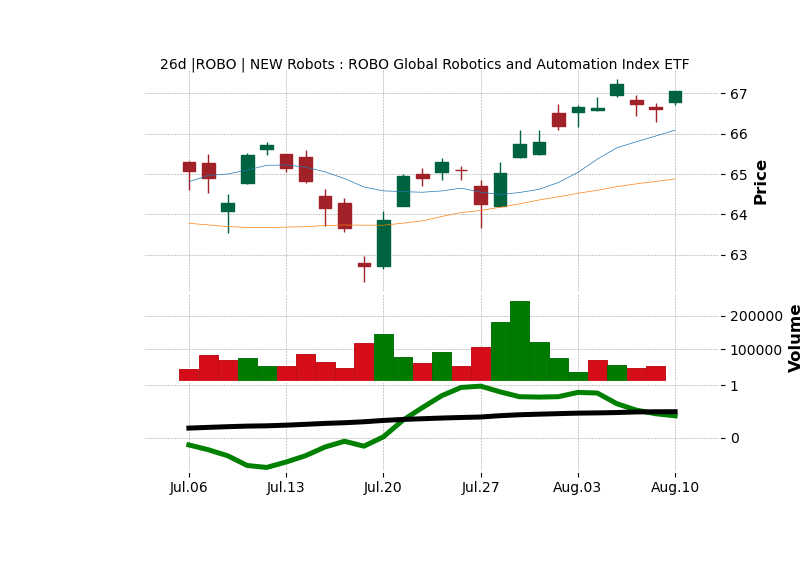 26d |ROBO | NEW Robots : ROBO Global Robotics and Automation Index ETF
67
66
65
64
63
Price
200000
100000
Volume
1
0
Jul.06 Jul.13 Jul.20 Jul.27 Aug.03 Aug.10